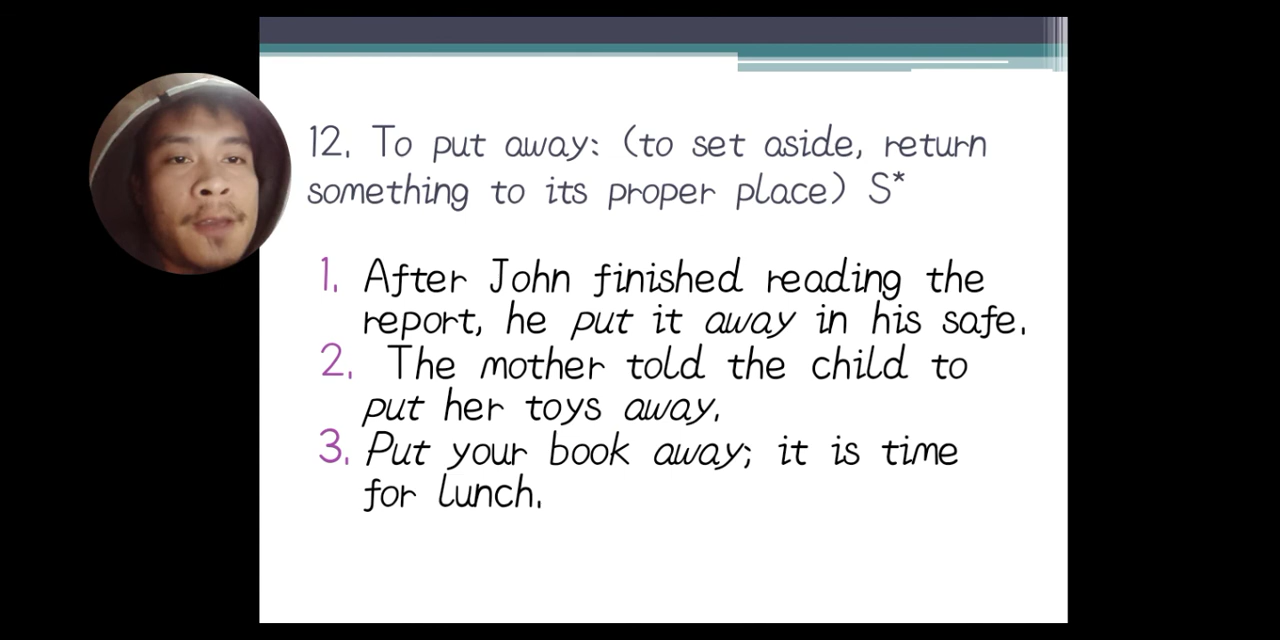 12. To put away: (to set aside, return
something to its proper place) S*
1. After John finished reading the
report, he put it away in his safe.
2. The mother told the child to
put her toys away.
3. Put your book away; it is time
for lunch.